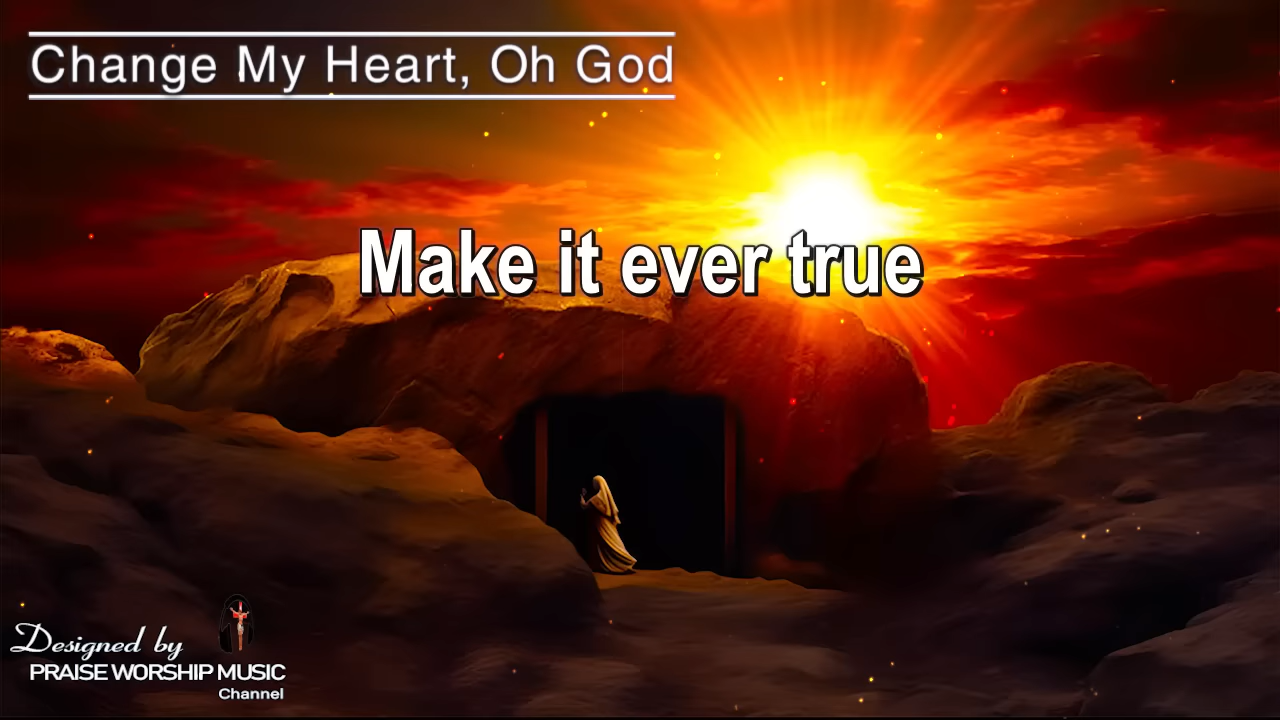 Change My Heart, Oh God
Make it ever true
Designed by
PRAISE WORSHIP MUSIC
Channel